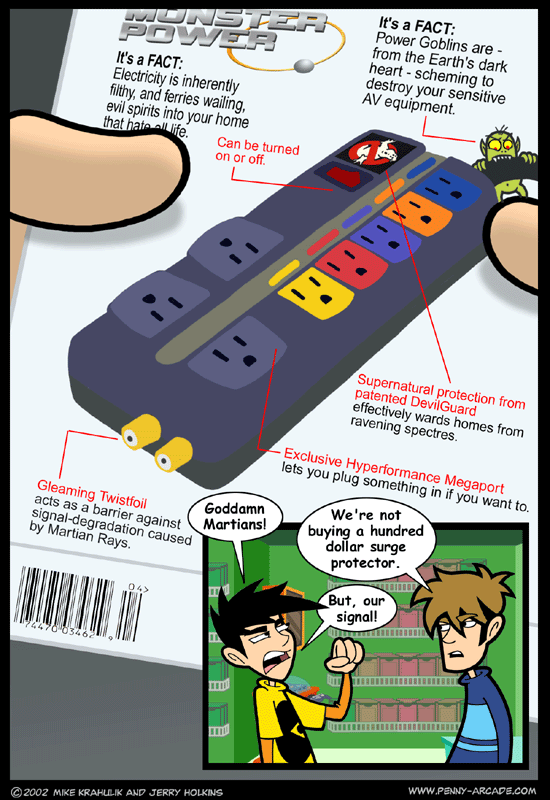 MONSTER
POWER
It's a FACT:
Electricity is inherently
filthy, and ferries wailing,
evil spirits into your home
that hate all life.
It's a FACT:
Power Goblins are -
from the Earth's dark
heart - scheming to
destroy your sensitive
AV equipment.
Can be turned
on or off.
Supernatural protection from
patented DevilGuard
effectively wards homes from
ravening spectres.
Exclusive Hyperformance Megaport
lets you plug something in if you want to.
Gleaming Twistfoil
acts as a barrier against
signal-degradation caused
by Martian Rays.
04>
74470 03462 9
Goddamn
Martians!
We're not
buying a hundred
dollar surge
protector.
But, our
signal!
©2002 MIKE KRAHULIK AND JERRY HOLKINS
WWW.PENNY-ARCADE.COM